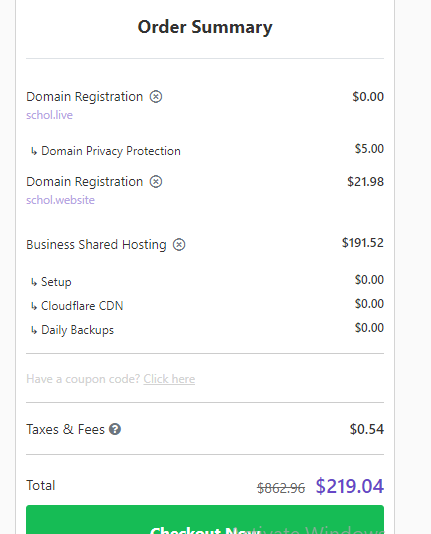 Order Summary
Domain Registration $0.00
schol.live
↳ Domain Privacy Protection $5.00
Domain Registration $21.98
schol.website
Business Shared Hosting $191.52
↳ Setup $0.00
↳ Cloudflare CDN $0.00
↳ Daily Backups $0.00
Have a coupon code? Click here
Taxes & Fees ? $0.54
Total $862.96 $219.04
Checkout Now
Windows